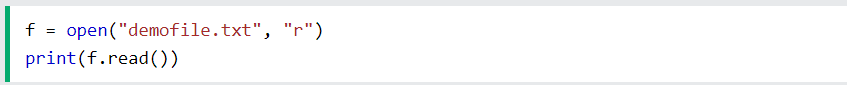 f = open("demofile.txt", "r")
print(f.read())